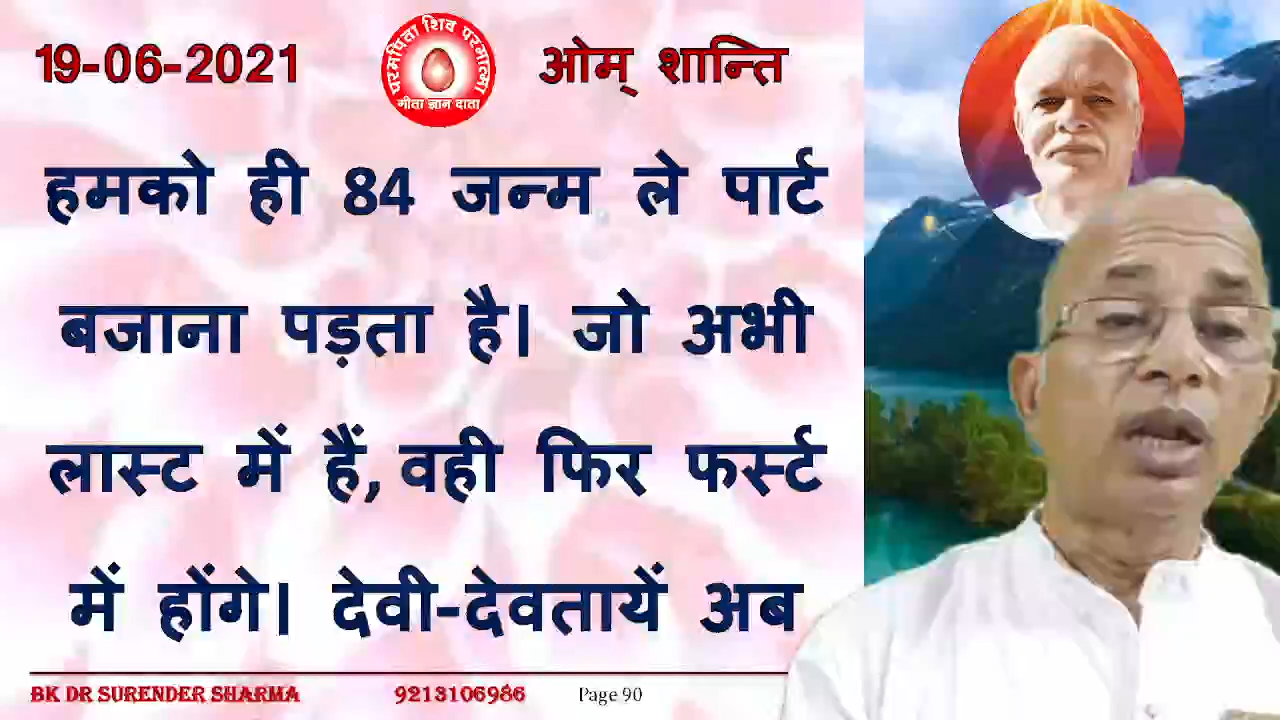 19-06-2021
परमपिता शिव परमात्मा
गीता ज्ञान दाता
ओम् शान्ति
हमको ही 84 जन्म ले पार्ट
बजाना पड़ता है। जो अभी
लास्ट में हैं, वही फिर फर्स्ट
में होंगे। देवी-देवतायें अब
BK DR SURENDER SHARMA 9213106986 Page 90